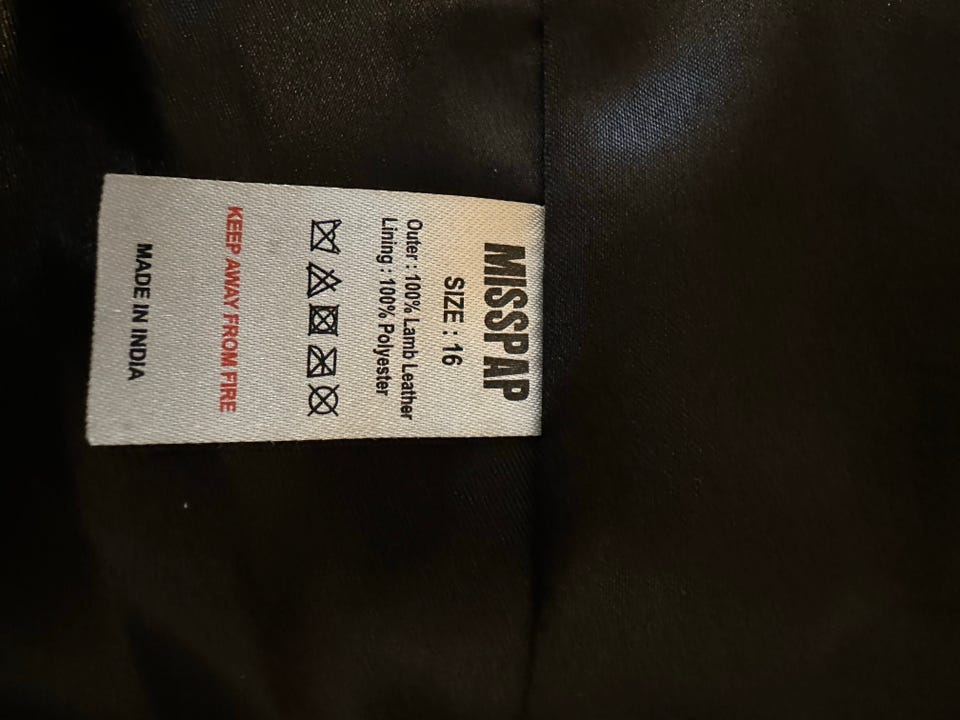 MISSPAP
SIZE : 16
Outer : 100% Lamb Leather
Lining : 100% Polyester
KEEP AWAY FROM FIRE
MADE IN INDIA